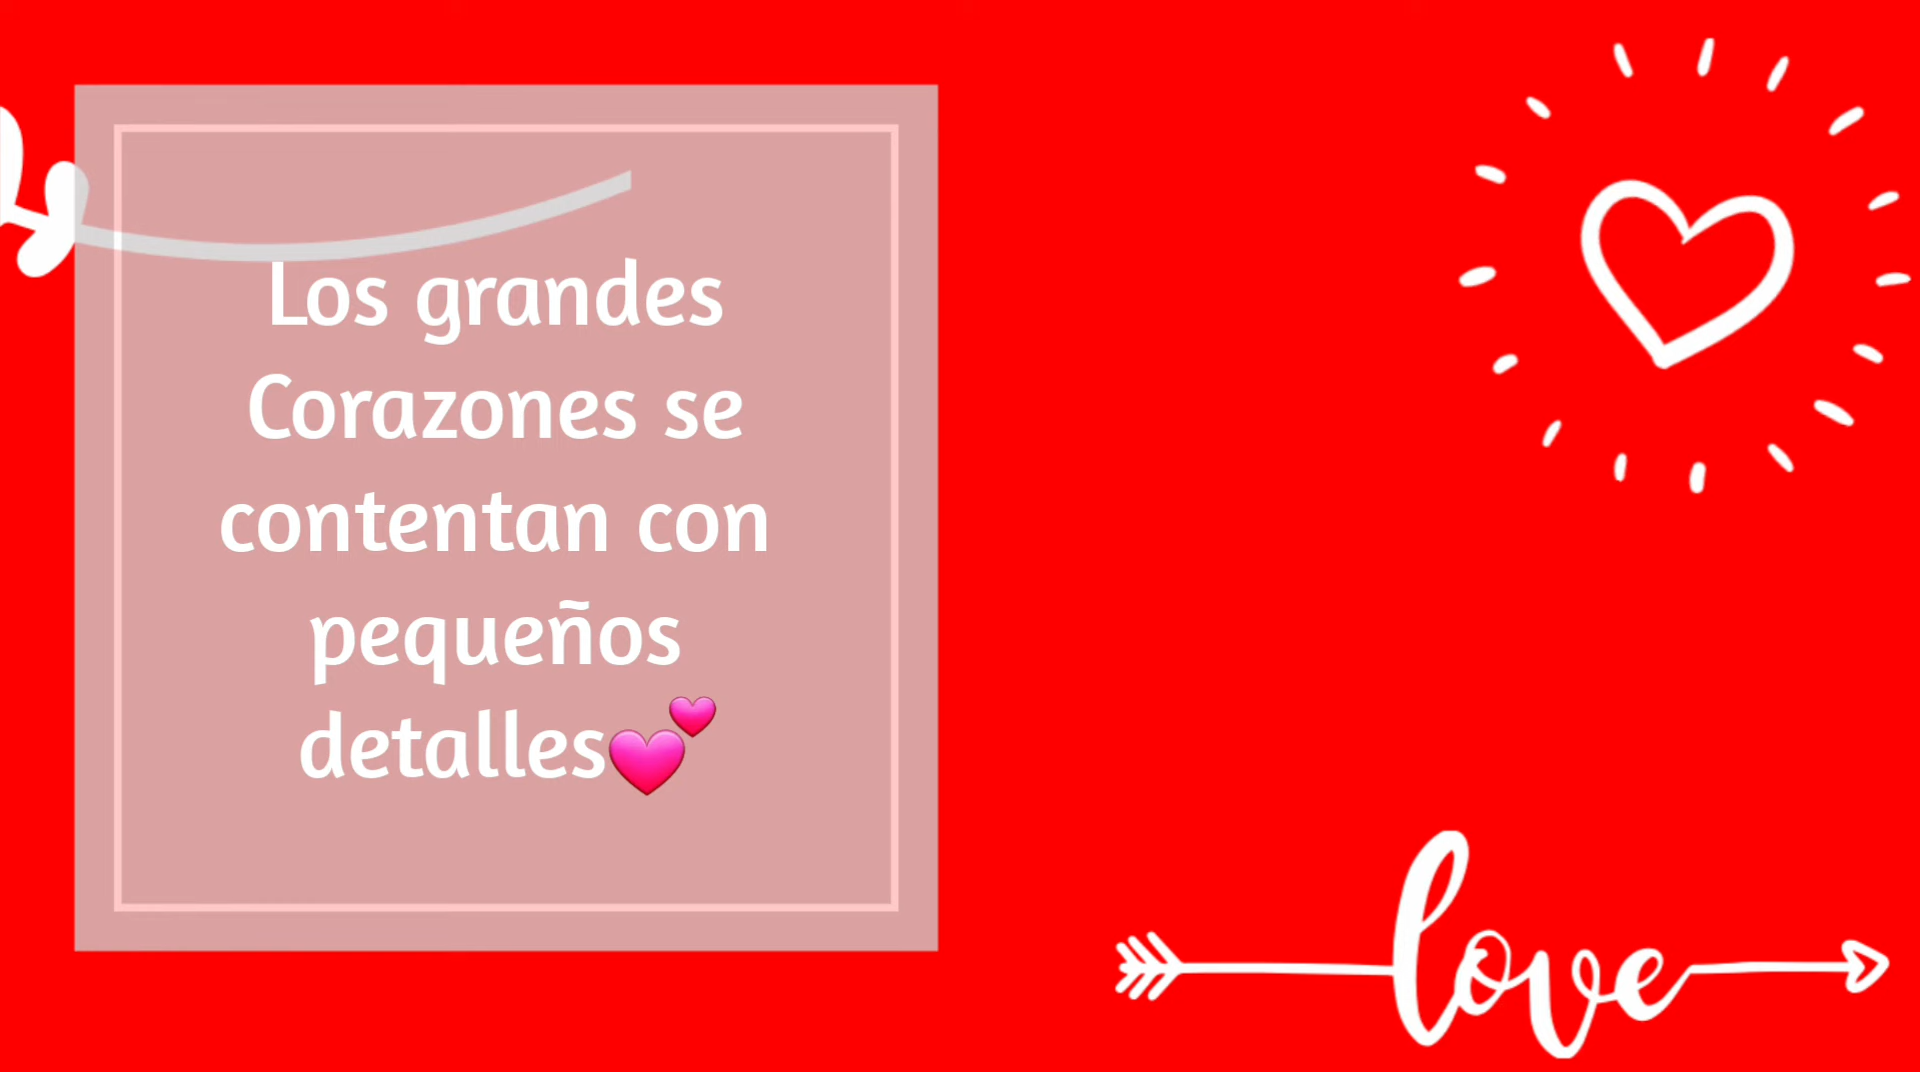 Los grandes
Corazones se
contentan con
pequeños
detalles💕
love